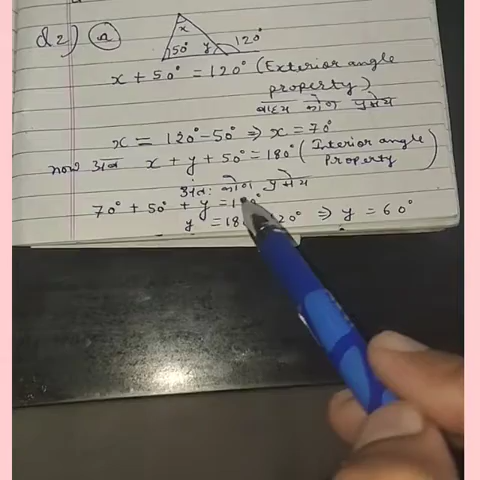 Q2) a
x
50° y 120°
x + 50° = 120° (Exterior angle
property)
बाह्य कोण प्रमेय
x = 120° - 50° ⇒ x = 70°
now अब x + y + 50° = 180° (Interior angle
Property)
अंत: कोण प्रमेय
70° + 50° + y =
y = 18 20° ⇒ y = 60°